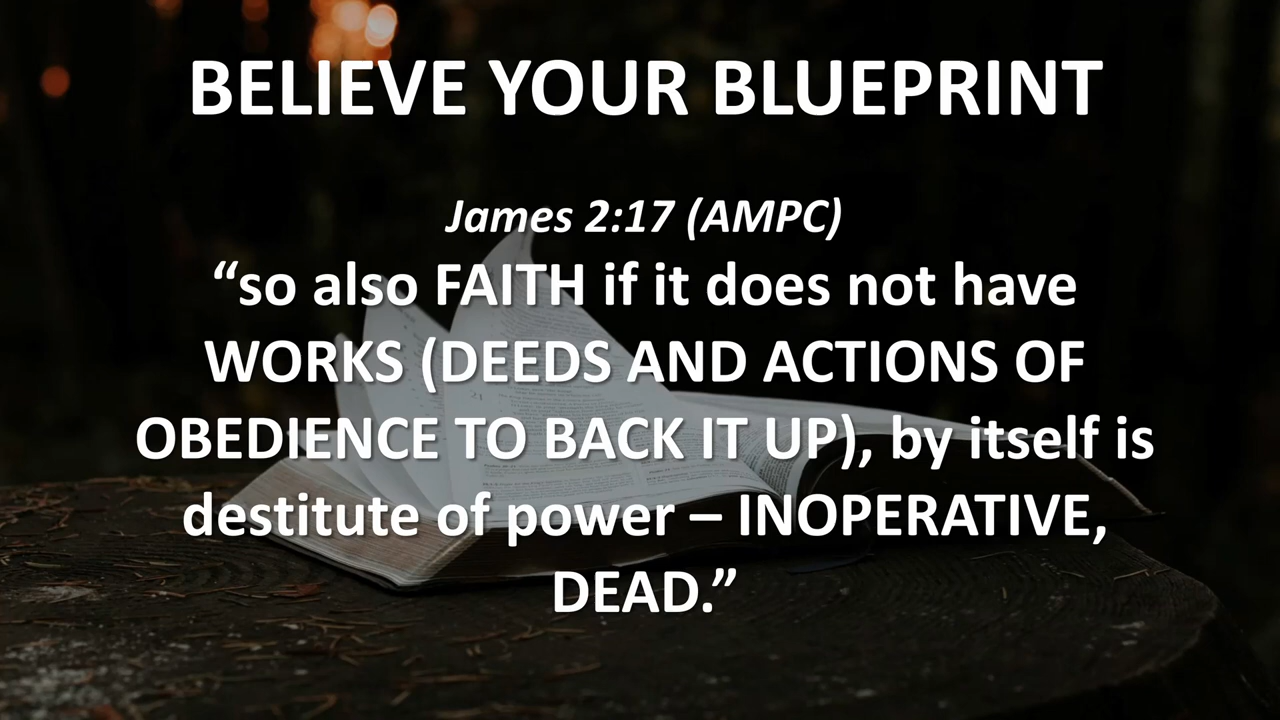 BELIEVE YOUR BLUEPRINT
James 2:17 (AMPC)
“so also FAITH if it does not have
WORKS (DEEDS AND ACTIONS OF
OBEDIENCE TO BACK IT UP), by itself is
destitute of power – INOPERATIVE,
DEAD.”